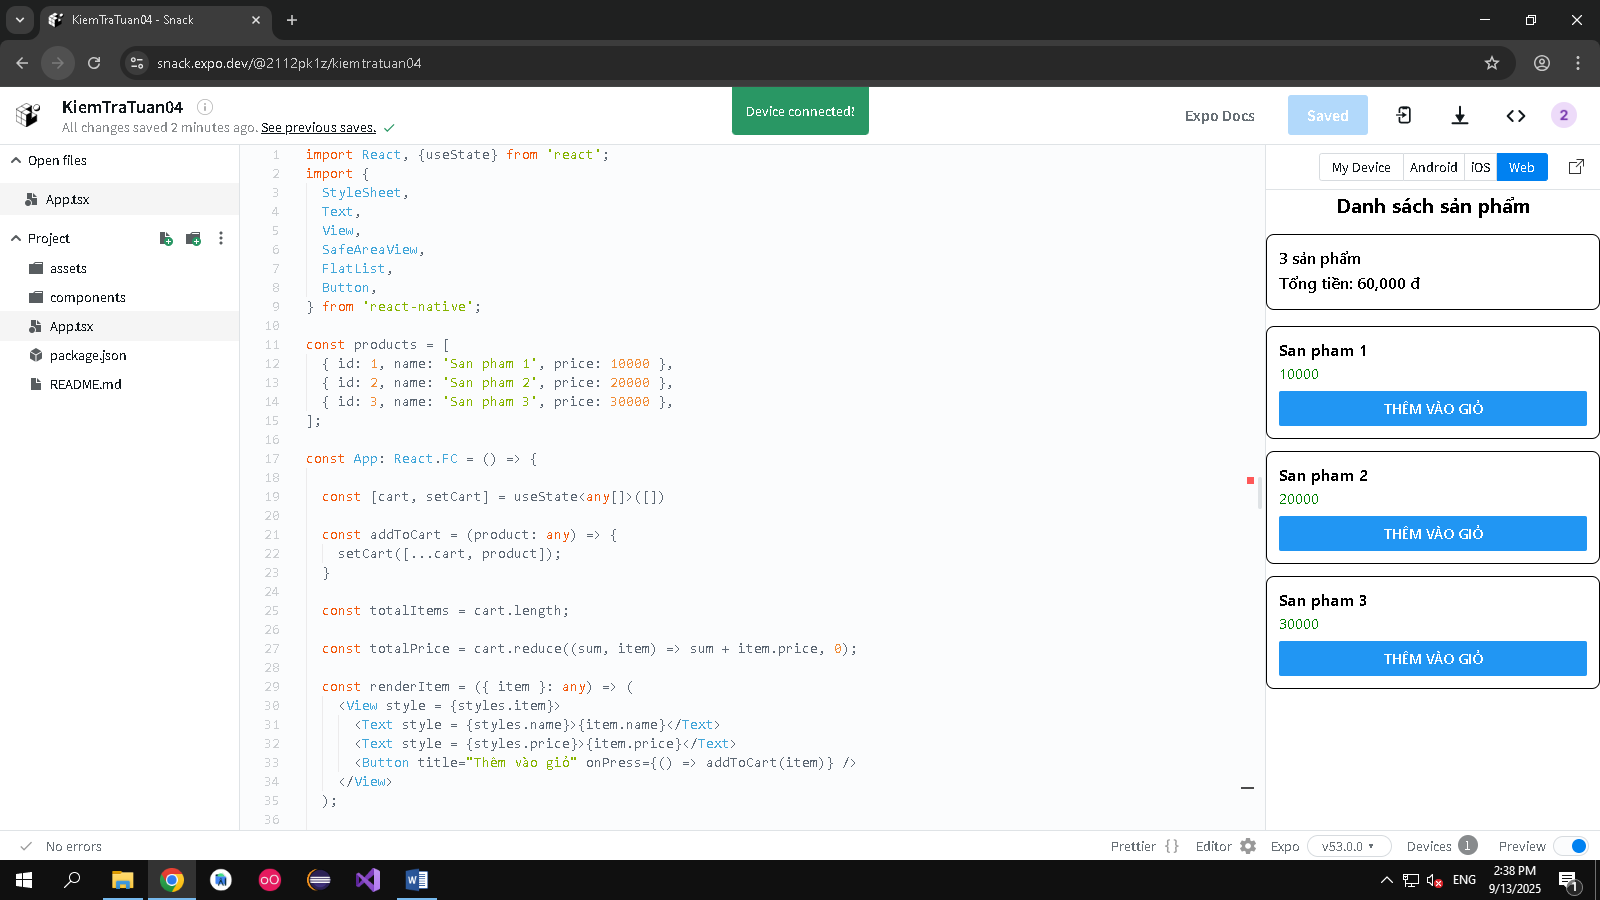 KiemTraTuan04 - Snack
snack.expo.dev/@2112pk1z/kiemtratuan04
KiemTraTuan04
All changes saved 2 minutes ago. See previous saves.
Device connected!
Expo Docs
Saved
2
Open files
App.tsx
Project
assets
components
App.tsx
package.json
README.md
1 import React, {useState} from 'react';
2 import {
3 StyleSheet,
4 Text,
5 View,
6 SafeAreaView,
7 FlatList,
8 Button,
9 } from 'react-native';
10
11 const products = [
12 { id: 1, name: 'San pham 1', price: 10000 },
13 { id: 2, name: 'San pham 2', price: 20000 },
14 { id: 3, name: 'San pham 3', price: 30000 },
15 ];
16
17 const App: React.FC = () => {
18
19 const [cart, setCart] = useState<any[]>([])
20
21 const addToCart = (product: any) => {
22 setCart([...cart, product]);
23 }
24
25 const totalItems = cart.length;
26
27 const totalPrice = cart.reduce((sum, item) => sum + item.price, 0);
28
29 const renderItem = ({ item }: any) => (
30 <View style = {styles.item}>
31 <Text style = {styles.name}>{item.name}</Text>
32 <Text style = {styles.price}>{item.price}</Text>
33 <Button title="Thêm vào giỏ" onPress={() => addToCart(item)} />
34 </View>
35 );
36
My Device Android iOS Web
Danh sách sản phẩm
3 sản phẩm
Tổng tiền: 60,000 đ
San pham 1
10000
THÊM VÀO GIỎ
San pham 2
20000
THÊM VÀO GIỎ
San pham 3
30000
THÊM VÀO GIỎ
No errors
Prettier {} Editor Expo v53.0.0 Devices 1 Preview
ENG
2:38 PM
9/13/2025
1